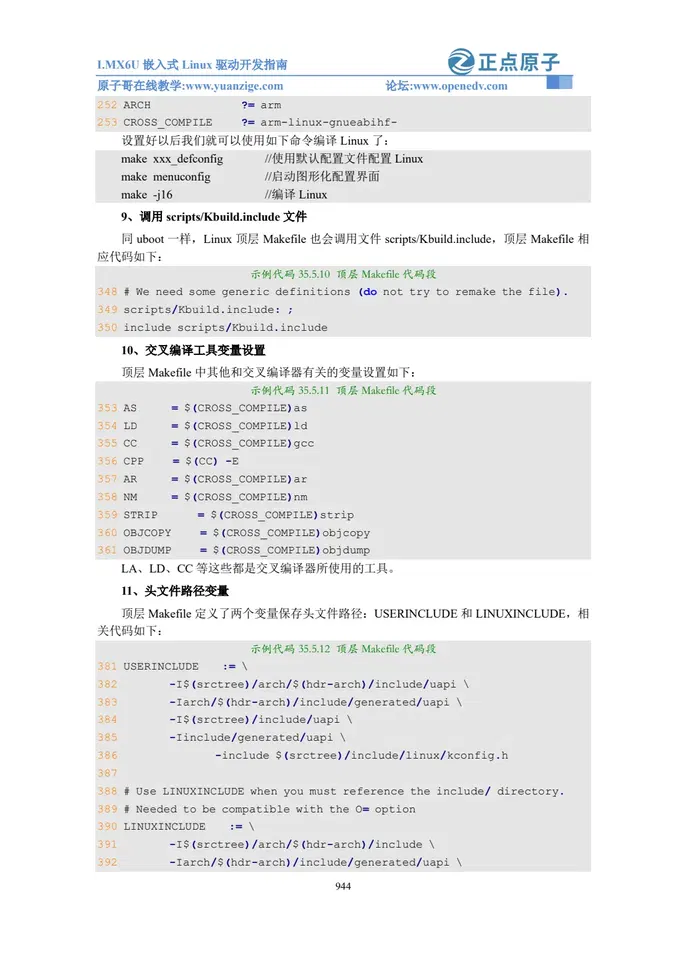 I.MX6U 嵌入式 Linux 驱动开发指南
正点原子
原子哥在线教学:www.yuanzige.com 论坛:www.openedv.com
252 ARCH ?= arm
253 CROSS_COMPILE ?= arm-linux-gnueabihf-
设置好以后我们就可以使用如下命令编译 Linux 了：
make xxx_defconfig //使用默认配置文件配置 Linux
make menuconfig //启动图形化配置界面
make -j16 //编译 Linux
9、调用 scripts/Kbuild.include 文件
同 uboot 一样，Linux 顶层 Makefile 也会调用文件 scripts/Kbuild.include，顶层 Makefile 相
应代码如下：
示例代码 35.5.10 顶层 Makefile 代码段
348 # We need some generic definitions (do not try to remake the file).
349 scripts/Kbuild.include: ;
350 include scripts/Kbuild.include
10、交叉编译工具变量设置
顶层 Makefile 中其他和交叉编译器有关的变量设置如下：
示例代码 35.5.11 顶层 Makefile 代码段
353 AS = $(CROSS_COMPILE)as
354 LD = $(CROSS_COMPILE)ld
355 CC = $(CROSS_COMPILE)gcc
356 CPP = $(CC) -E
357 AR = $(CROSS_COMPILE)ar
358 NM = $(CROSS_COMPILE)nm
359 STRIP = $(CROSS_COMPILE)strip
360 OBJCOPY = $(CROSS_COMPILE)objcopy
361 OBJDUMP = $(CROSS_COMPILE)objdump
LA、LD、CC 等这些都是交叉编译器所使用的工具。
11、头文件路径变量
顶层 Makefile 定义了两个变量保存头文件路径：USERINCLUDE 和 LINUXINCLUDE，相
关代码如下：
示例代码 35.5.12 顶层 Makefile 代码段
381 USERINCLUDE := \
382 -I$(srctree)/arch/$(hdr-arch)/include/uapi \
383 -Iarch/$(hdr-arch)/include/generated/uapi \
384 -I$(srctree)/include/uapi \
385 -Iinclude/generated/uapi \
386 -include $(srctree)/include/linux/kconfig.h
387
388 # Use LINUXINCLUDE when you must reference the include/ directory.
389 # Needed to be compatible with the O= option
390 LINUXINCLUDE := \
391 -I$(srctree)/arch/$(hdr-arch)/include \
392 -Iarch/$(hdr-arch)/include/generated/uapi \
944